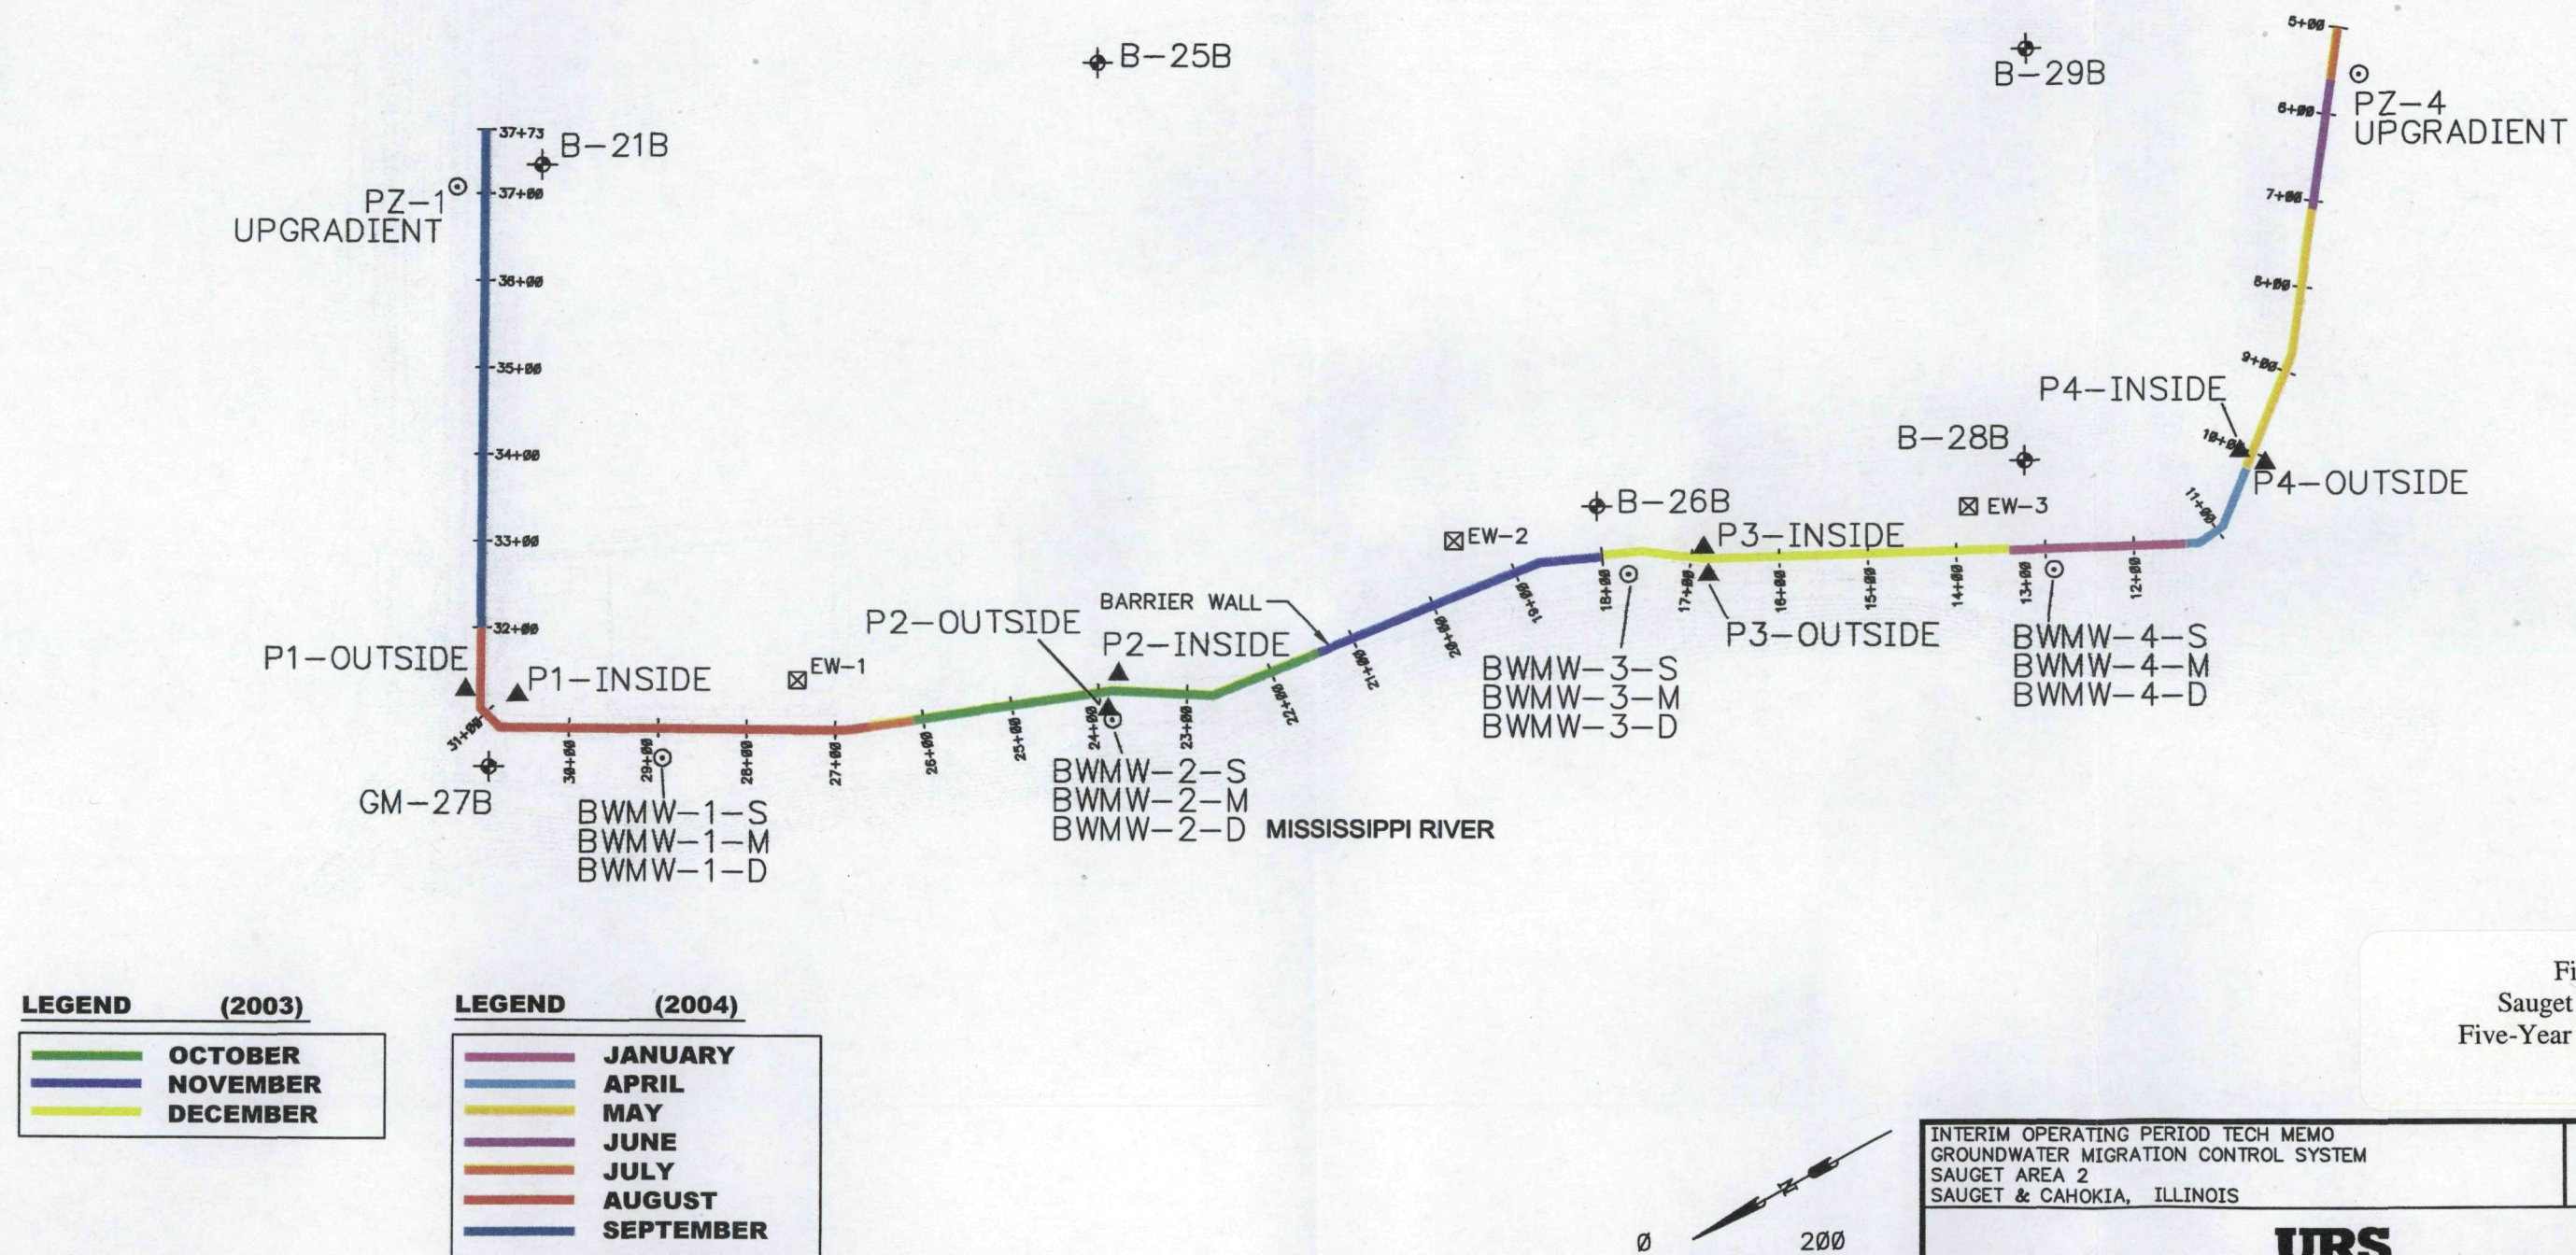 5+00
B-25B
B-29B
PZ-4
UPGRADIENT
6+00
37+73
B-21B
PZ-1
UPGRADIENT
37+00
7+00
36+00
8+00
35+00
9+00
P4-INSIDE
34+00
B-28B
10+00
P4-OUTSIDE
11+00
B-26B
EW-3
33+00
EW-2
P3-INSIDE
BARRIER WALL
18+00
17+00
16+00
15+00
14+00
13+00
12+00
19+00
20+00
21+00
22+00
32+00
P2-OUTSIDE
P2-INSIDE
P3-OUTSIDE
BWMW-4-S
BWMW-4-M
BWMW-4-D
P1-OUTSIDE
P1-INSIDE
EW-1
BWMW-3-S
BWMW-3-M
BWMW-3-D
31+00
30+00
29+00
28+00
27+00
26+00
25+00
24+00
23+00
GM-27B
BWMW-1-S
BWMW-1-M
BWMW-1-D
BWMW-2-S
BWMW-2-M
BWMW-2-D
MISSISSIPPI RIVER
LEGEND (2003)
OCTOBER
NOVEMBER
DECEMBER
LEGEND (2004)
JANUARY
APRIL
MAY
JUNE
JULY
AUGUST
SEPTEMBER
Sauget
Five-Year
N
0 200
INTERIM OPERATING PERIOD TECH MEMO
GROUNDWATER MIGRATION CONTROL SYSTEM
SAUGET AREA 2
SAUGET & CAHOKIA, ILLINOIS
URS